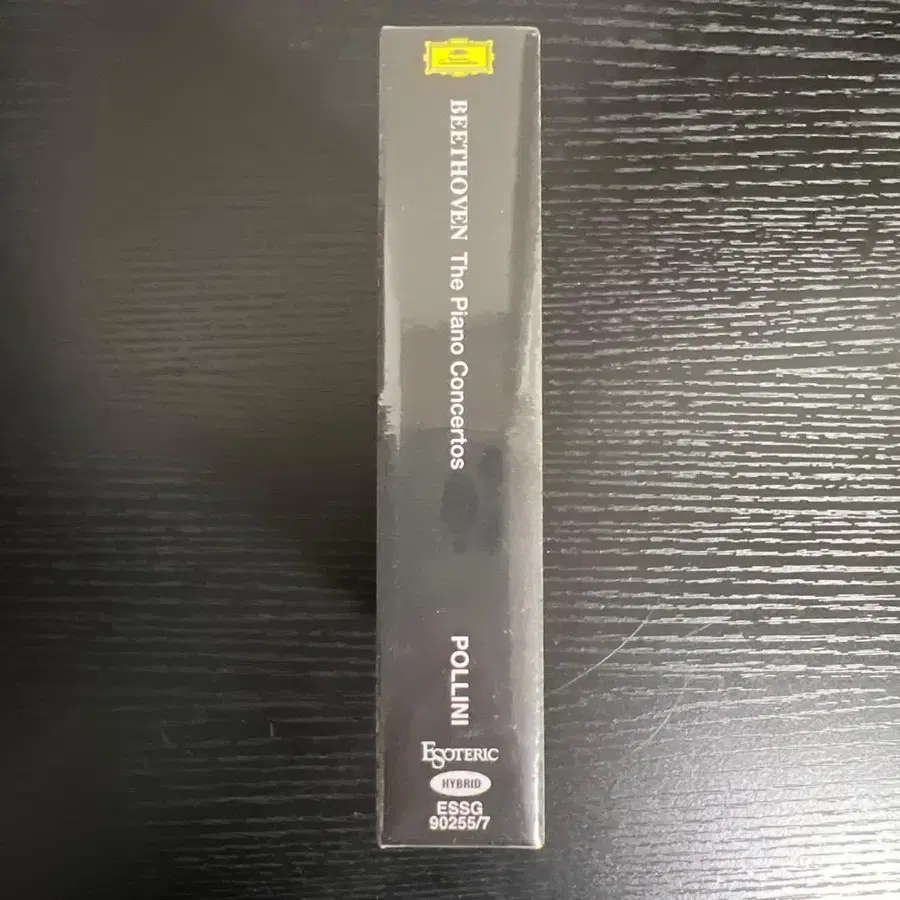 BEETHOVEN The Piano Concertos
POLLINI
ESOTERIC
HYBRID
ESSG
90255/7